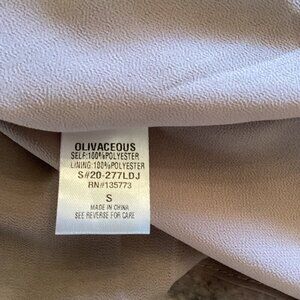 OLIVACEOUS
SELF:100%POLYESTER
LINING:100%POLYESTER
S#20-277LDJ
RN#135773
S
MADE IN CHINA
SEE REVERSE FOR CARE